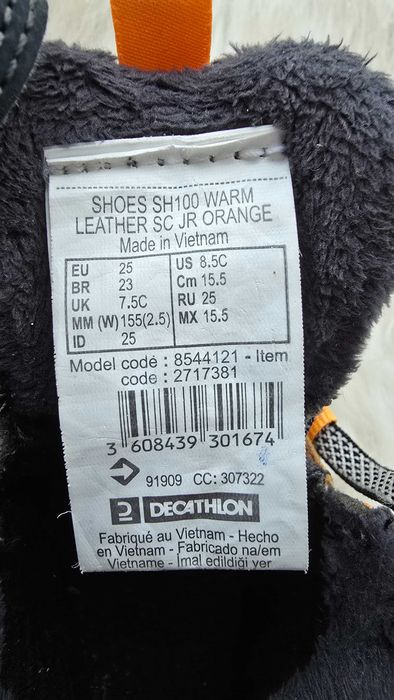 SHOES SH100 WARM
LEATHER SC JR ORANGE
Made in Vietnam
EU 25 US 8.5C
BR 23 Cm 15.5
UK 7.5C RU 25
MM (W) 155(2.5) MX 15.5
ID 25
Model code : 8544121 - Item
code : 2717381
3 608439 301674
91909 CC: 307322
DECATHLON
Fabriqué au Vietnam - Hecho
en Vietnam - Fabricado na/em
Vietname - İmal edildiği yer